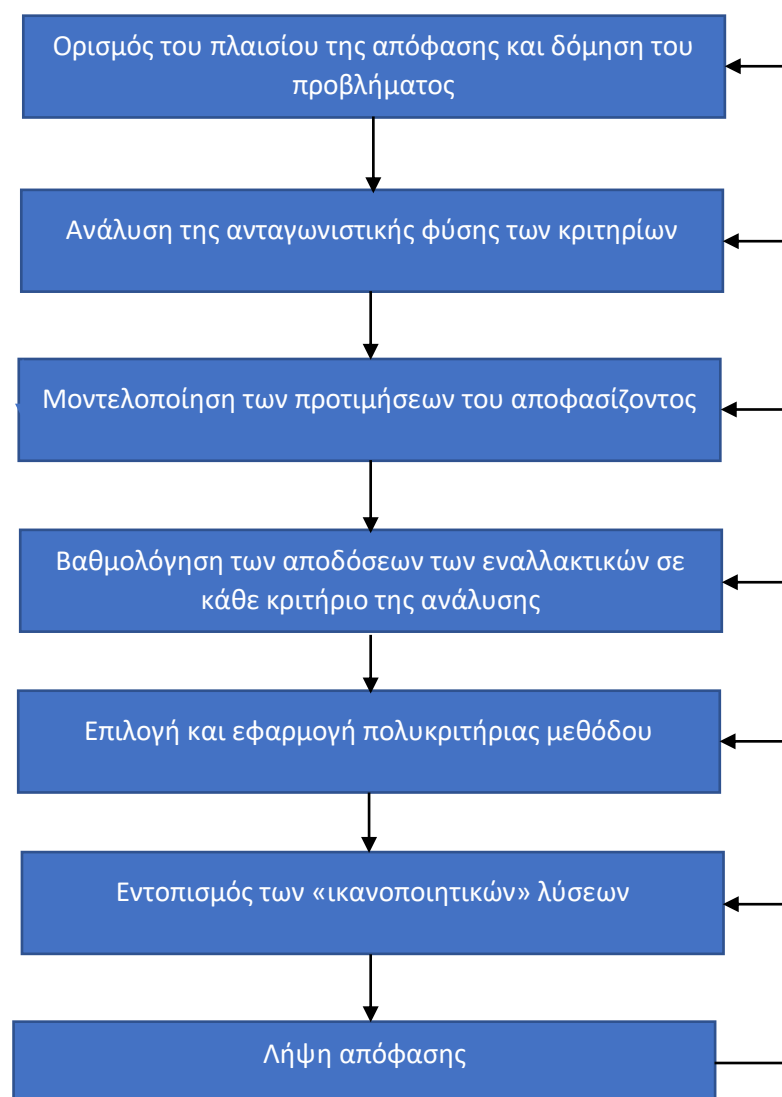 Ορισμός του πλαισίου της απόφασης και δόμηση του
προβλήματος
Ανάλυση της ανταγωνιστικής φύσης των κριτηρίων
Μοντελοποίηση των προτιμήσεων του αποφασίζοντος
Βαθμολόγηση των αποδόσεων των εναλλακτικών σε
κάθε κριτήριο της ανάλυσης
Επιλογή και εφαρμογή πολυκριτήριας μεθόδου
Εντοπισμός των «ικανοποιητικών» λύσεων
Λήψη απόφασης